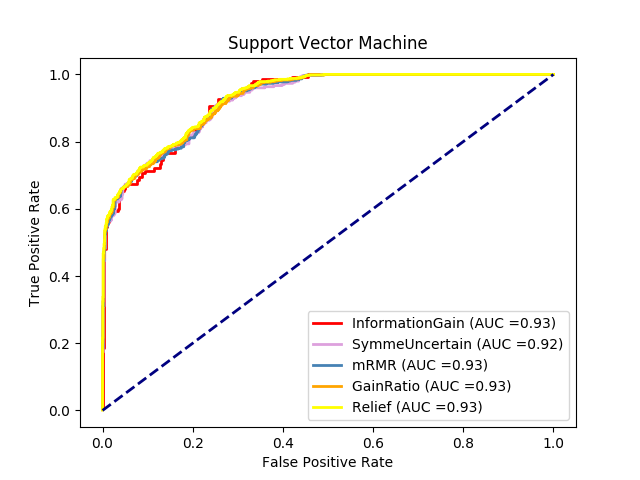 Support Vector Machine
1.0
0.8
0.6
0.4
0.2
0.0
True Positive Rate
InformationGain (AUC =0.93)
SymmeUncertain (AUC =0.92)
mRMR (AUC =0.93)
GainRatio (AUC =0.93)
Relief (AUC =0.93)
0.0 0.2 0.4 0.6 0.8 1.0
False Positive Rate